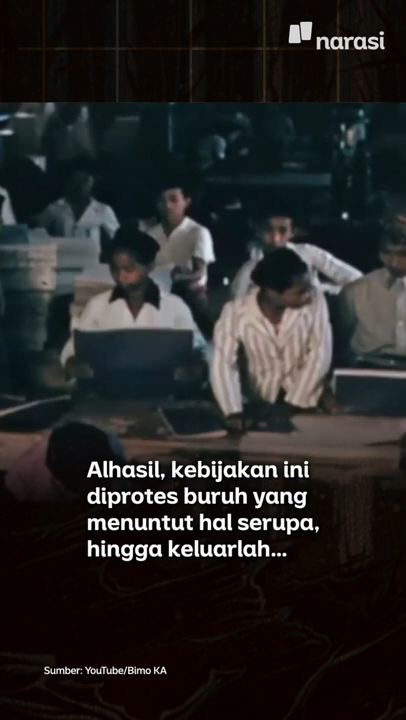 narasi
Alhasil, kebijakan ini
diprotes buruh yang
menuntut hal serupa,
hingga keluarlah...
Sumber: YouTube/Bimo KA